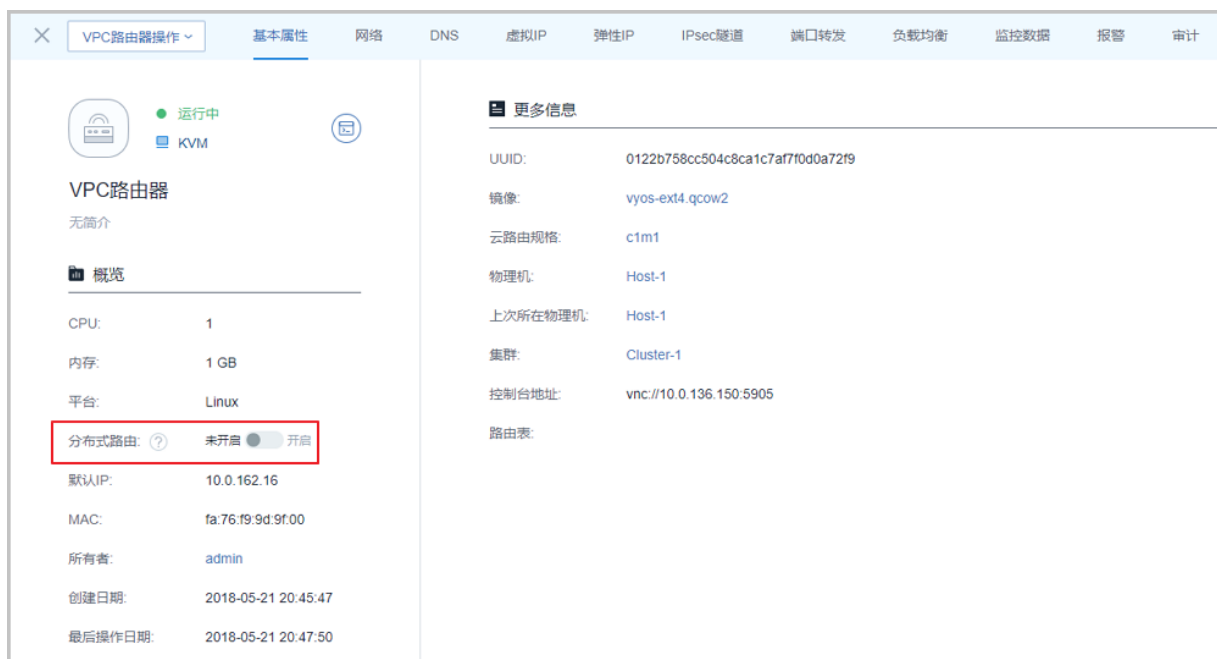 VPC路由器操作
基本属性 网络 DNS 虚拟IP 弹性IP IPsec隧道 端口转发 负载均衡 监控数据 报警 审计
运行中
KVM
VPC路由器
无简介
概览
CPU: 1
内存: 1 GB
平台: Linux
分布式路由: ? 未开启 开启
默认IP: 10.0.162.16
MAC: fa:76:f9:9d:9f:00
所有者: admin
创建日期: 2018-05-21 20:45:47
最后操作日期: 2018-05-21 20:47:50
更多信息
UUID: 0122b758cc504c8ca1c7af7f0d0a72f9
镜像: vyos-ext4.qcow2
云路由规格: c1m1
物理机: Host-1
上次所在物理机: Host-1
集群: Cluster-1
控制台地址: vnc://10.0.136.150:5905
路由表: